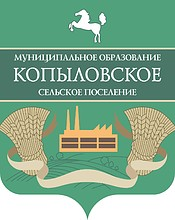 МУНИЦИПАЛЬНОЕ ОБРАЗОВАНИЕ
КОПЫЛОВСКОЕ
СЕЛЬСКОЕ ПОСЕЛЕНИЕ